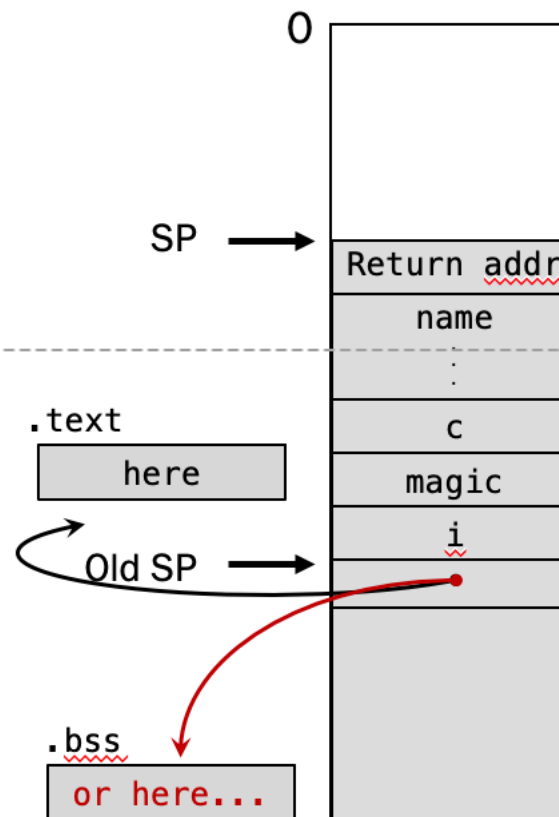 0
SP
Return addr
name
.text
c
here
magic
i
Old SP
.bss
or here...